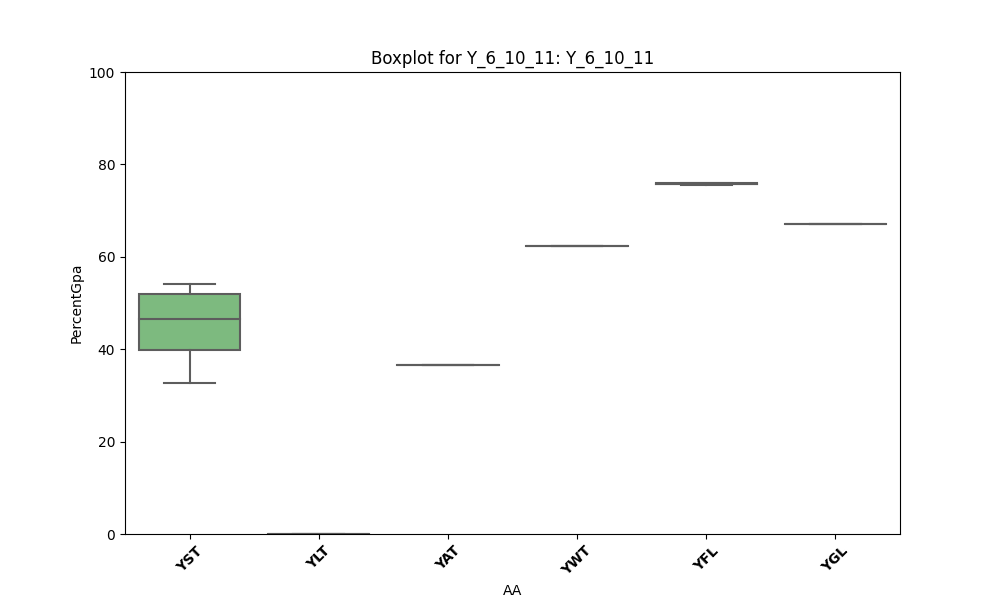 Boxplot for Y_6_10_11: Y_6_10_11
PercentGpa
100
80
60
40
20
0
YST
YLT
YAT
YWT
YFL
YGL
AA